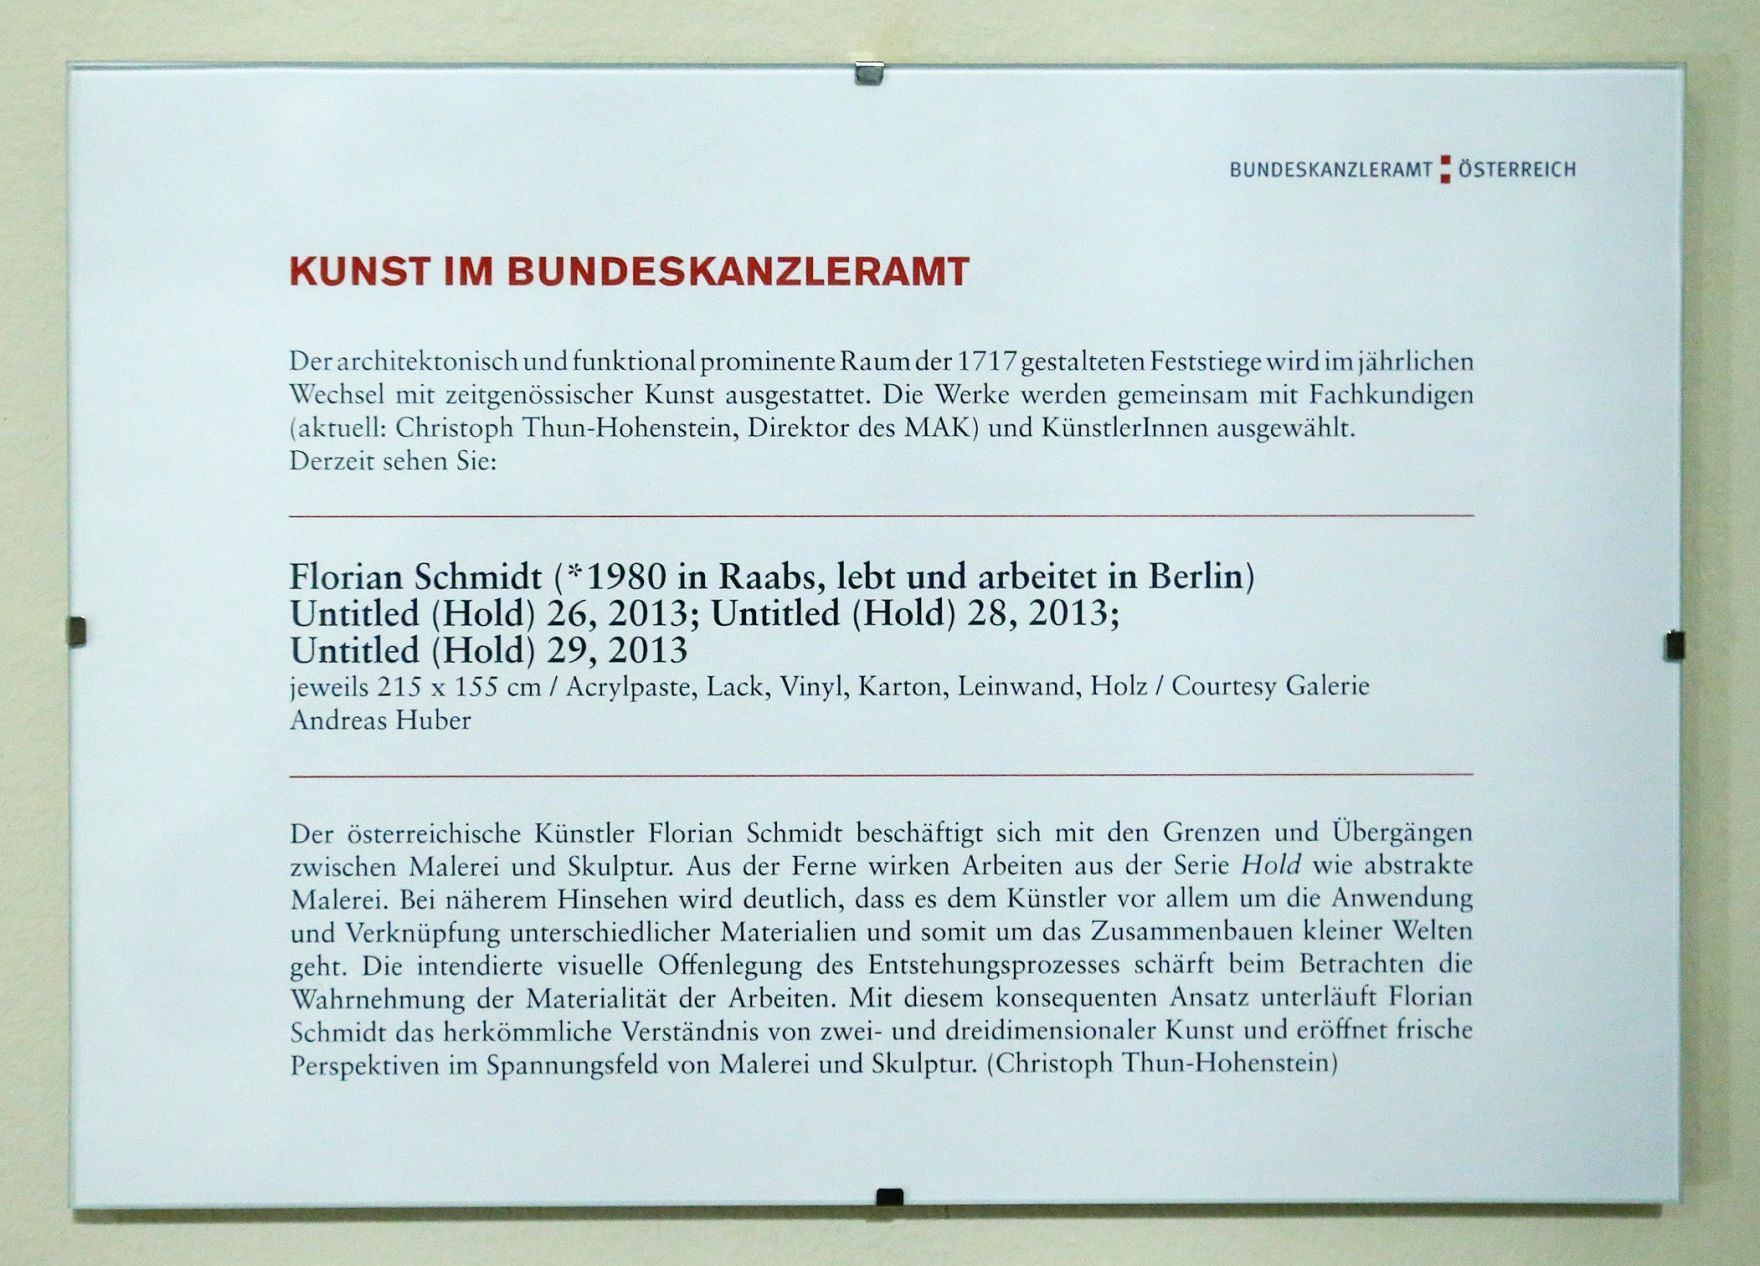 BUNDESKANZLERAMT ÖSTERREICH
KUNST IM BUNDESKANZLERAMT
Der architektonisch und funktional prominente Raum der 1717 gestalteten Feststiege wird im jährlichen
Wechsel mit zeitgenössischer Kunst ausgestattet. Die Werke werden gemeinsam mit Fachkundigen
(aktuell: Christoph Thun-Hohenstein, Direktor des MAK) und KünstlerInnen ausgewählt.
Derzeit sehen Sie:
Florian Schmidt (*1980 in Raabs, lebt und arbeitet in Berlin)
Untitled (Hold) 26, 2013; Untitled (Hold) 28, 2013;
Untitled (Hold) 29, 2013
jeweils 215 x 155 cm / Acrylpaste, Lack, Vinyl, Karton, Leinwand, Holz / Courtesy Galerie
Andreas Huber
Der österreichische Künstler Florian Schmidt beschäftigt sich mit den Grenzen und Übergängen
zwischen Malerei und Skulptur. Aus der Ferne wirken Arbeiten aus der Serie Hold wie abstrakte
Malerei. Bei näherem Hinsehen wird deutlich, dass es dem Künstler vor allem um die Anwendung
und Verknüpfung unterschiedlicher Materialien und somit um das Zusammenbauen kleiner Welten
geht. Die intendierte visuelle Offenlegung des Entstehungsprozesses schärft beim Betrachten die
Wahrnehmung der Materialität der Arbeiten. Mit diesem konsequenten Ansatz unterläuft Florian
Schmidt das herkömmliche Verständnis von zwei- und dreidimensionaler Kunst und eröffnet frische
Perspektiven im Spannungsfeld von Malerei und Skulptur. (Christoph Thun-Hohenstein)